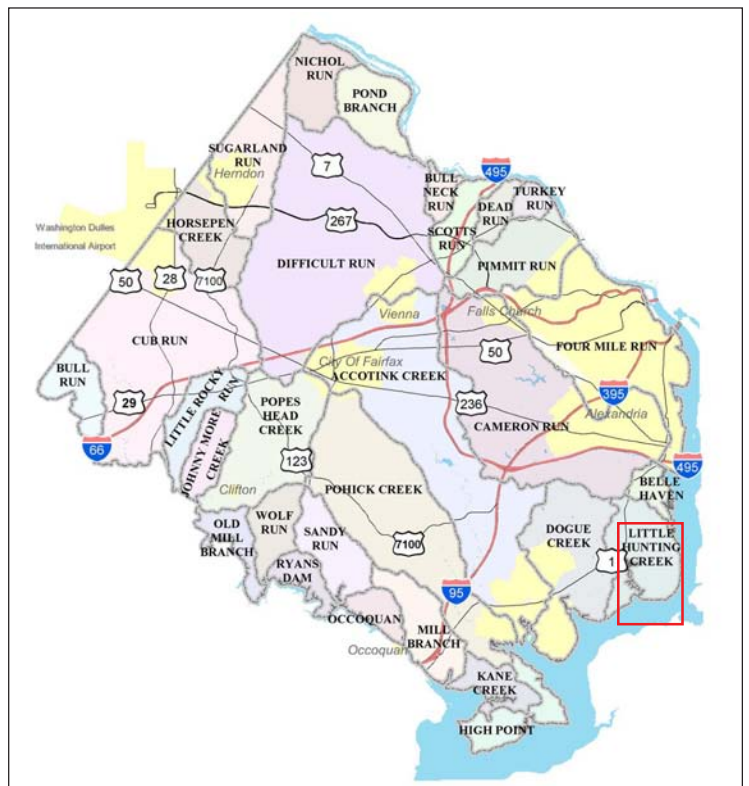 NICHOL
RUN
POND
BRANCH
SUGARLAND
RUN
Herndon
7
BULL
NECK
RUN
495
DEAD
RUN
TURKEY
RUN
Washington Dulles
International Airport
HORSEPEN
CREEK
267
SCOTTS
RUN
PIMMIT RUN
DIFFICULT RUN
50
28
7100
Vienna
Falls Church
CUB RUN
BULL
RUN
FOUR MILE RUN
50
City Of Fairfax
ACCOTINK CREEK
29
LITTLE ROCKY
RUN
POPES
HEAD
CREEK
236
395
Alexandria
CAMERON RUN
66
JOHNNY MORE
CREEK
123
495
Clifton
POHICK CREEK
BELLE
HAVEN
OLD
MILL
BRANCH
WOLF
RUN
SANDY
RUN
7100
DOGUE
CREEK
LITTLE
HUNTING
CREEK
1
RYANS
DAM
95
OCCOQUAN
MILL
BRANCH
Occoquan
KANE
CREEK
HIGH POINT